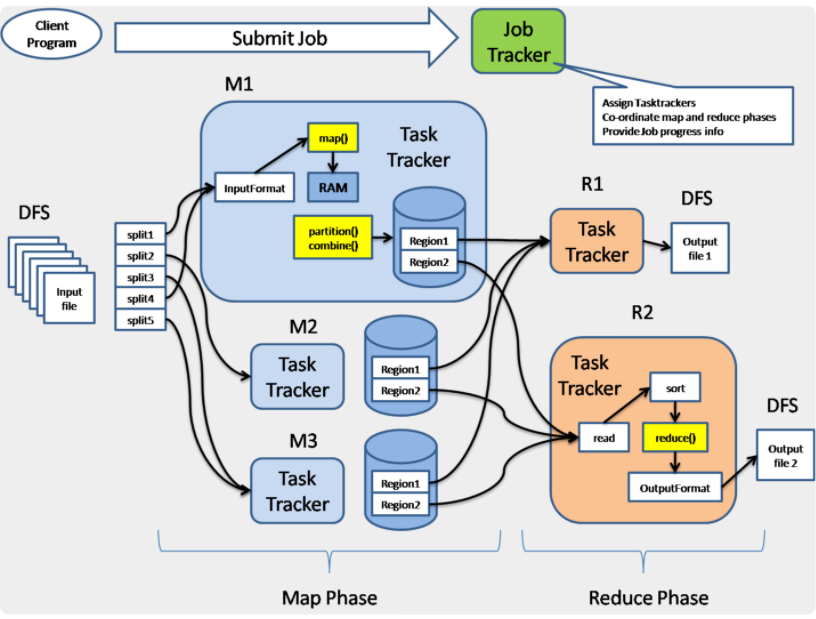 Client
Program
Submit Job
Job
Tracker
Assign Tasktrackers
Co-ordinate map and reduce phases
Provide Job progress info
M1
map()
Task
Tracker
InputFormat
RAM
partition()
combine()
Region1
Region2
DFS
Input
file
split1
split2
split3
split4
split5
M2
Task
Tracker
Region1
Region2
M3
Task
Tracker
Region1
Region2
R1
Task
Tracker
DFS
Output
file 1
R2
Task
Tracker
sort
read
reduce()
OutputFormat
DFS
Output
file 2
Map Phase
Reduce Phase